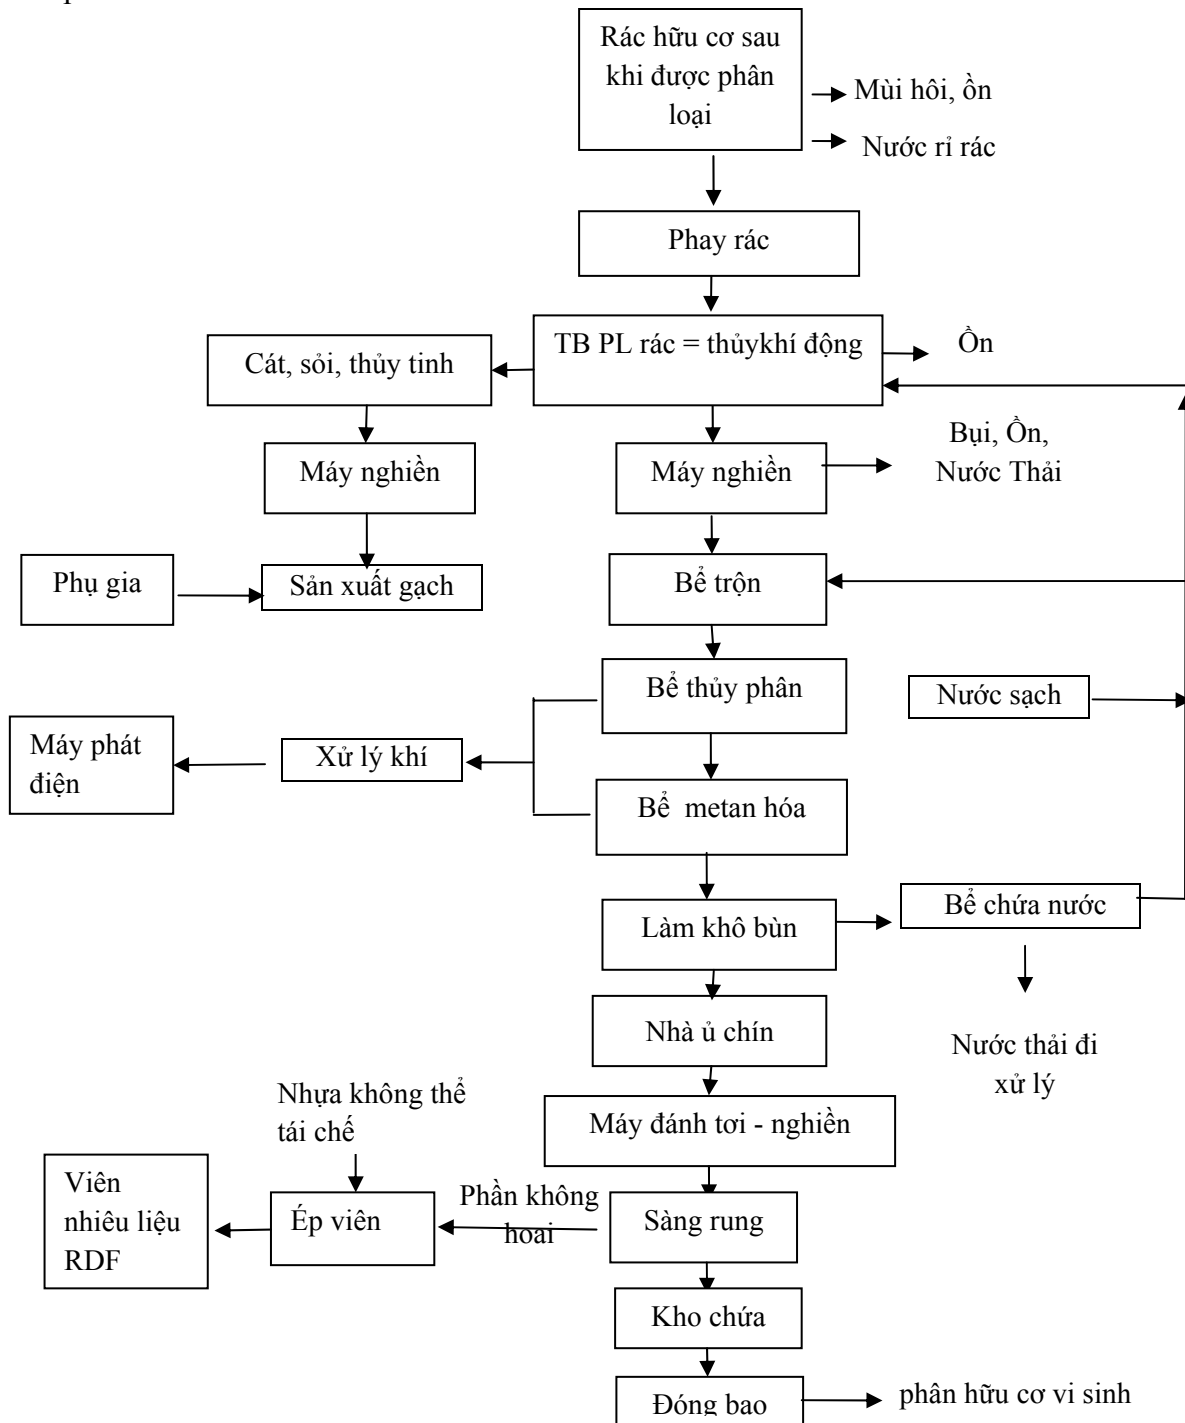 Rác hữu cơ sau
khi được phân
loại
Mùi hôi, ồn
Nước rỉ rác
Phay rác
TB PL rác = thủykhí động
Ồn
Cát, sỏi, thủy tinh
Bụi, Ồn,
Nước Thải
Máy nghiền
Máy nghiền
Phụ gia
Sản xuất gạch
Bể trộn
Bể thủy phân
Nước sạch
Máy phát
điện
Xử lý khí
Bể metan hóa
Làm khô bùn
Bể chứa nước
Nhà ủ chín
Nước thải đi
xử lý
Nhựa không thể
tái chế
Máy đánh tơi - nghiền
Viên
nhiêu liệu
RDF
Ép viên
Phần không
hoai
Sàng rung
Kho chứa
Đóng bao
phân hữu cơ vi sinh